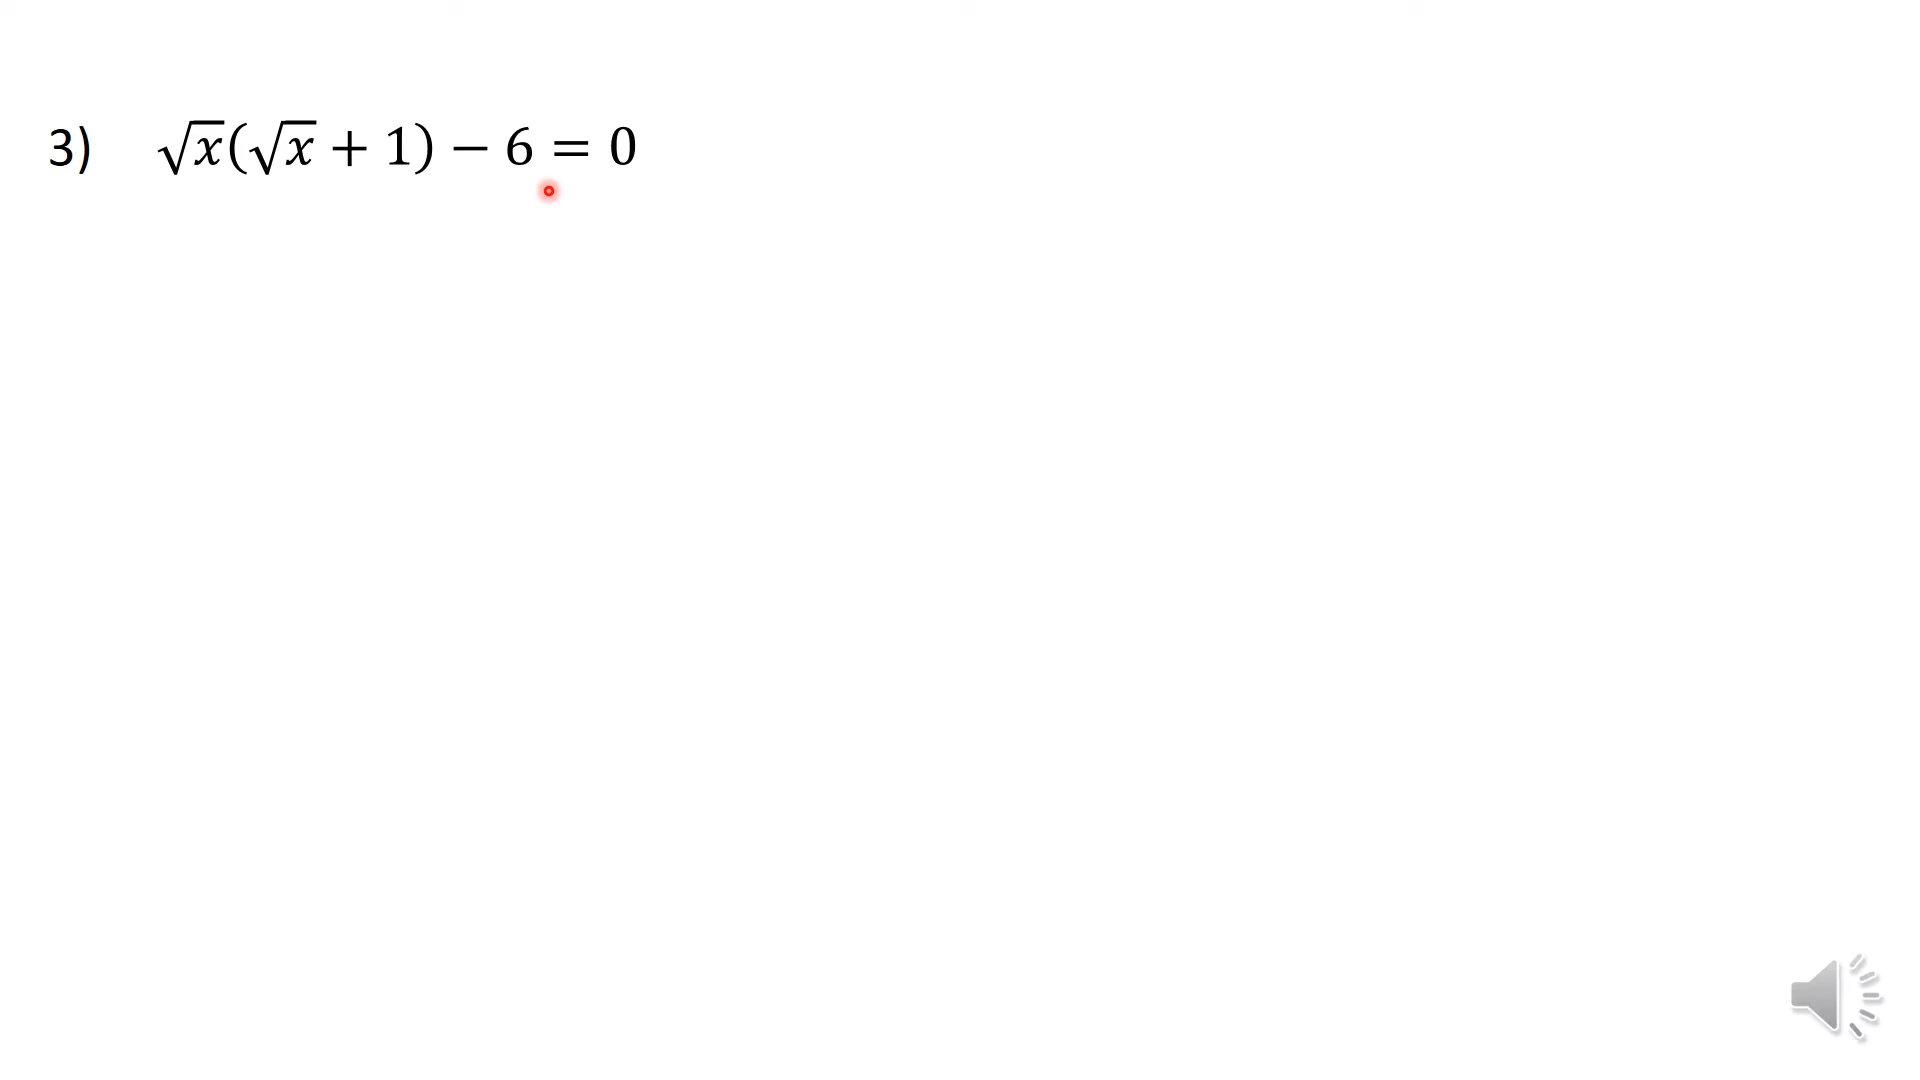 3) √x(√x + 1) − 6 = 0